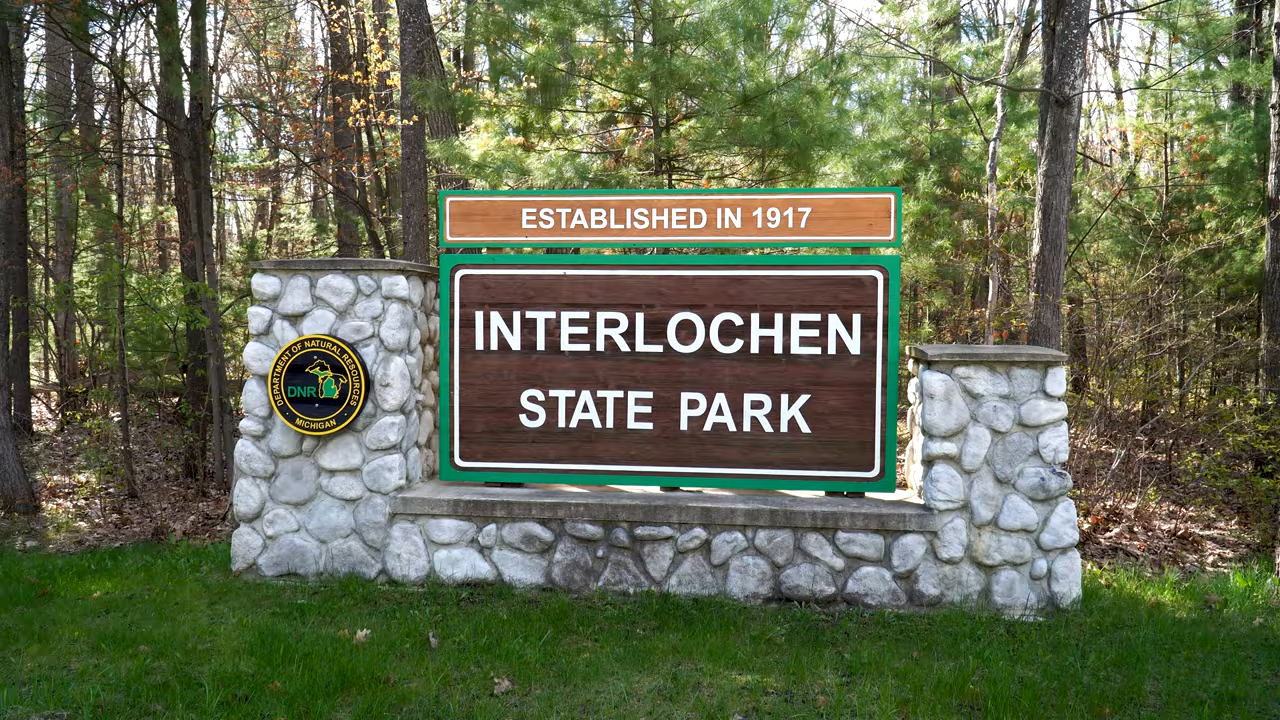 ESTABLISHED IN 1917
INTERLOCHEN
STATE PARK
DEPARTMENT OF NATURAL RESOURCES
DNR
MICHIGAN